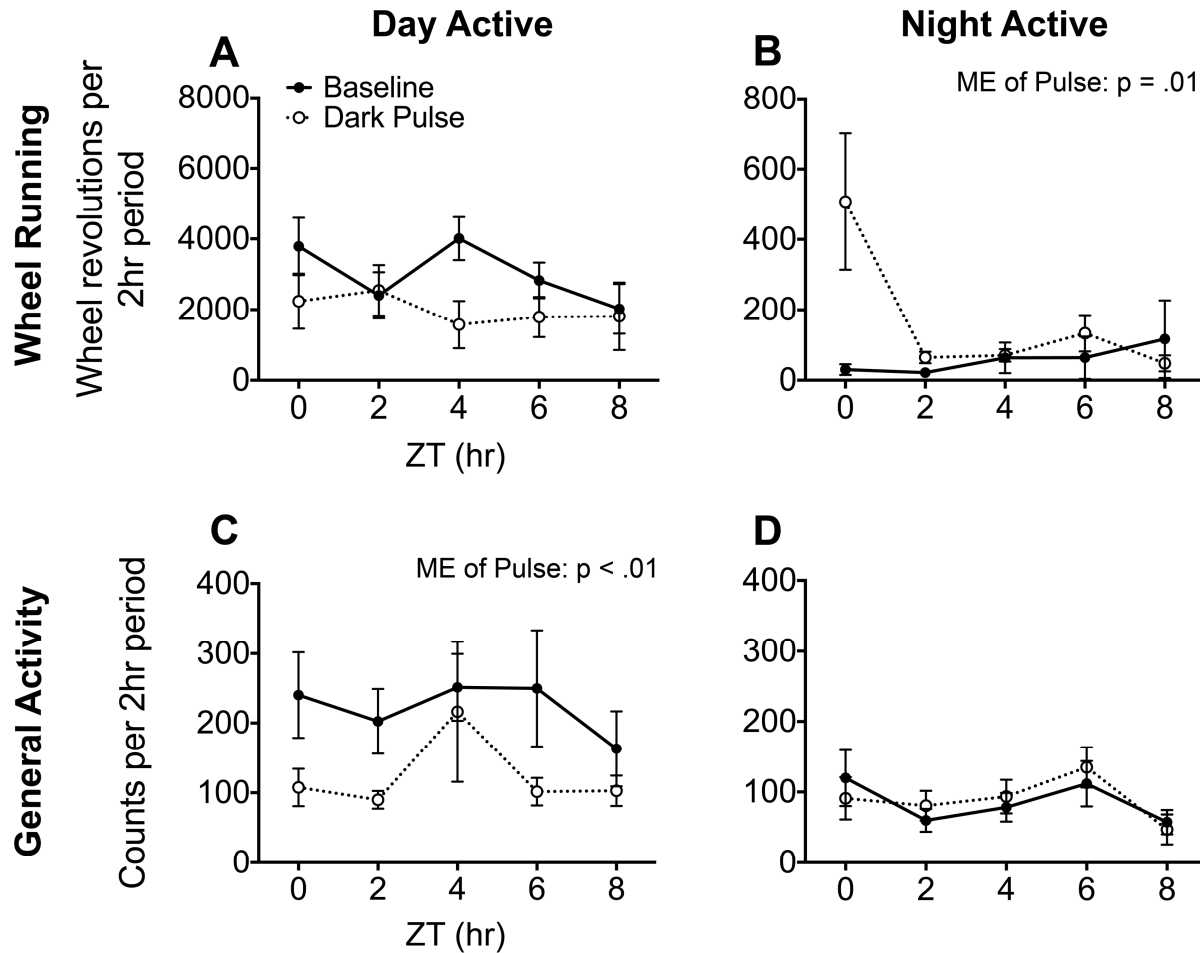 Day Active
Night Active
A
B
Baseline
Dark Pulse
ME of Pulse: p = .01
Wheel Running
Wheel revolutions per
2hr period
8000
6000
4000
2000
0
0 2 4 6 8
ZT (hr)
800
600
400
200
0
0 2 4 6 8
C
D
ME of Pulse: p < .01
General Activity
Counts per 2hr period
400
300
200
100
0
0 2 4 6 8
ZT (hr)
400
300
200
100
0
0 2 4 6 8